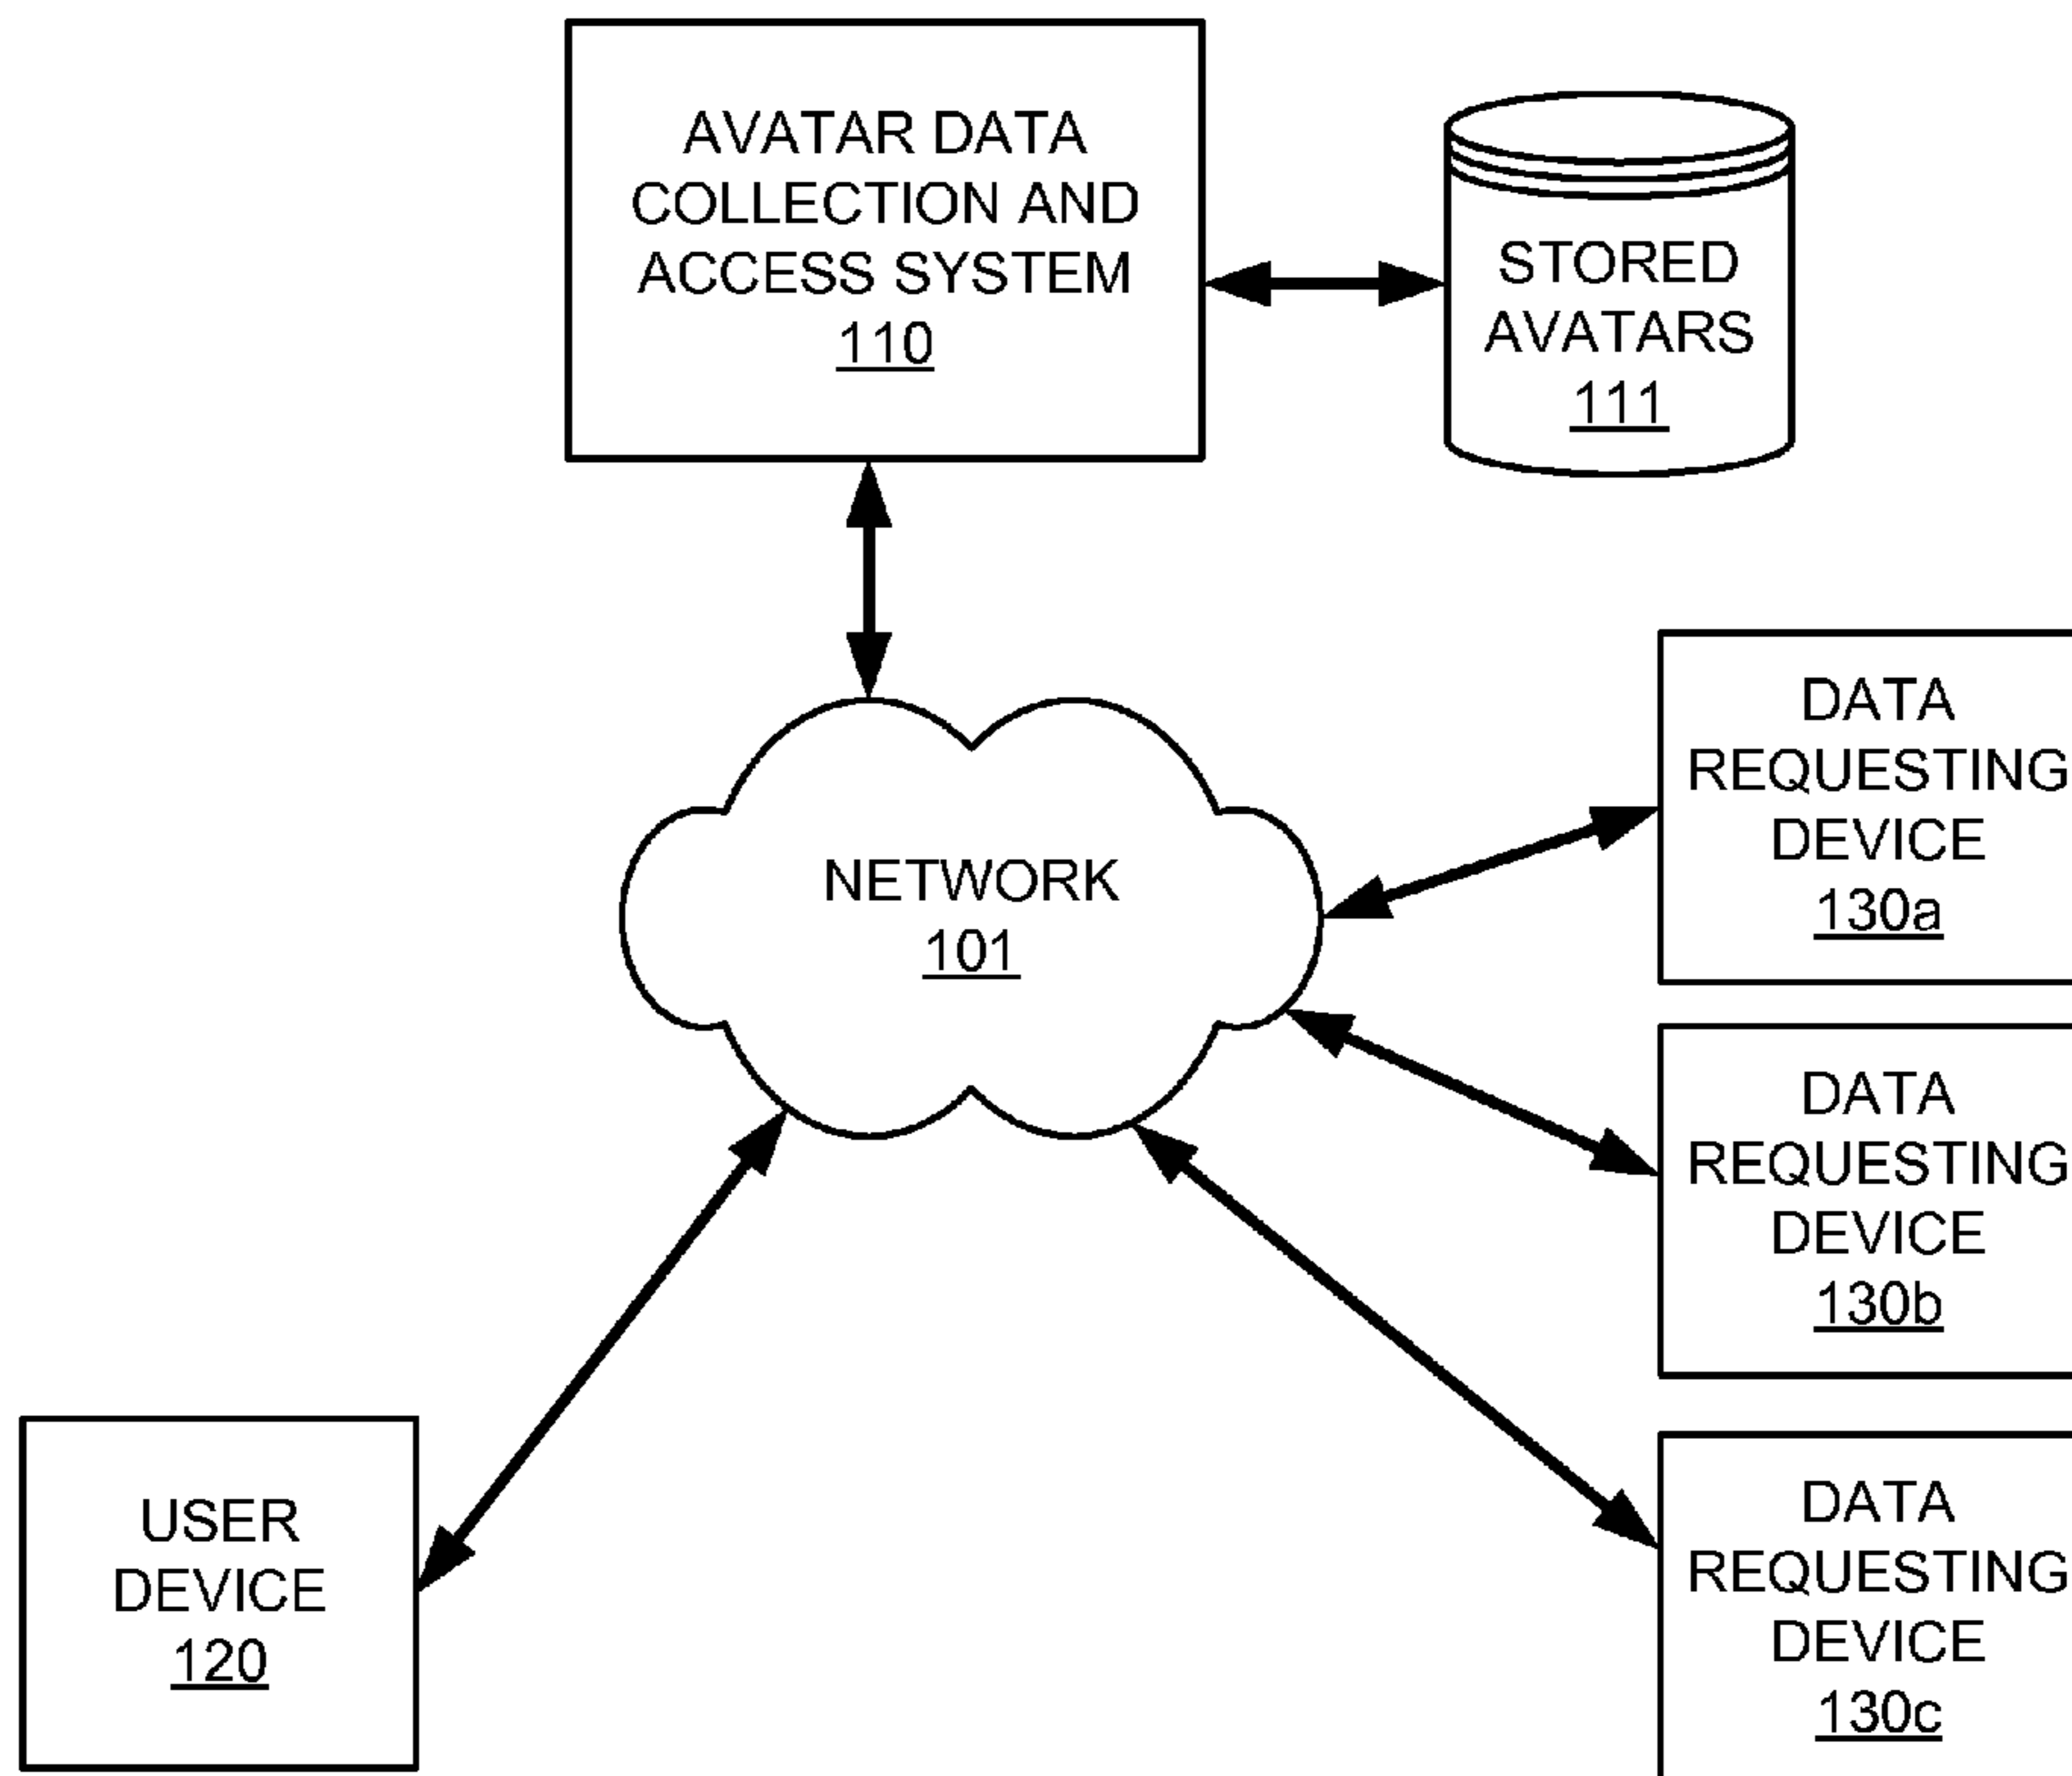 AVATAR DATA
COLLECTION AND
ACCESS SYSTEM
110
STORED
AVATARS
111
NETWORK
101
DATA
REQUESTING
DEVICE
130a
DATA
REQUESTING
DEVICE
130b
DATA
REQUESTING
DEVICE
130c
USER
DEVICE
120